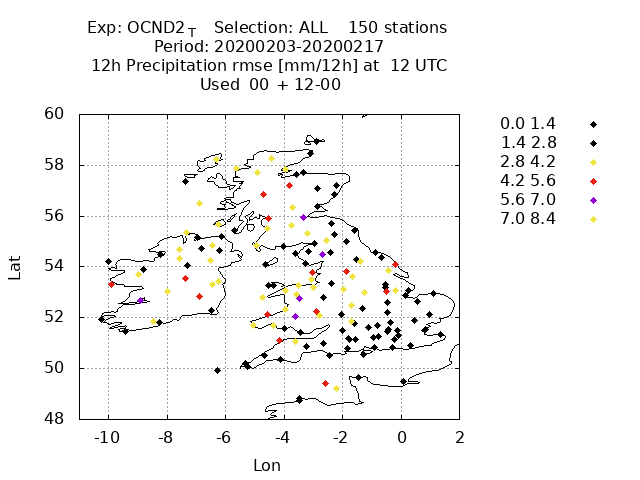 Exp: OCND2_T Selection: ALL 150 stations
Period: 20200203-20200217
12h Precipitation rmse [mm/12h] at 12 UTC
Used 00 + 12-00
0.0 1.4
1.4 2.8
2.8 4.2
4.2 5.6
5.6 7.0
7.0 8.4
60
58
56
54
52
50
48
Lat
-10 -8 -6 -4 -2 0 2
Lon